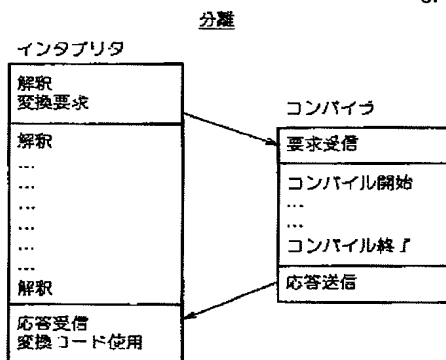 分離
インタプリタ
解釈
変換要求
解釈
...
...
...
...
...
解釈
応答受信
変換コード使用
コンパイラ
要求受信
コンパイル開始
...
...
コンパイル終了
応答送信